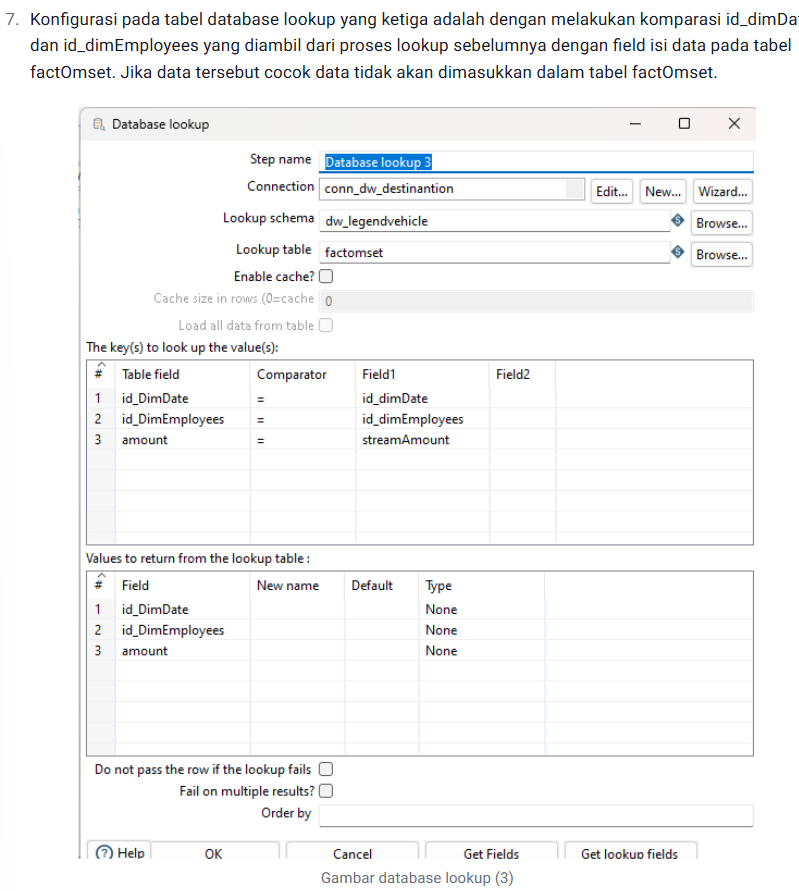 7. Konfigurasi pada tabel database lookup yang ketiga adalah dengan melakukan komparasi id_dimDa
dan id_dimEmployees yang diambil dari proses lookup sebelumnya dengan field isi data pada tabel
factOmset. Jika data tersebut cocok data tidak akan dimasukkan dalam tabel factOmset.
Database lookup
Step name Database lookup 3
Connection conn_dw_destinantion Edit... New... Wizard...
Lookup schema dw_legendvehicle Browse...
Lookup table factomset Browse...
Enable cache?
Cache size in rows (0=cache 0
Load all data from table
The key(s) to look up the value(s):
# Table field Comparator Field1 Field2
1 id_DimDate = id_dimDate
2 id_DimEmployees = id_dimEmployees
3 amount = streamAmount
Values to return from the lookup table :
# Field New name Default Type
1 id_DimDate None
2 id_DimEmployees None
3 amount None
Do not pass the row if the lookup fails
Fail on multiple results?
Order by
Help OK Cancel Get Fields Get lookup fields
Gambar database lookup (3)